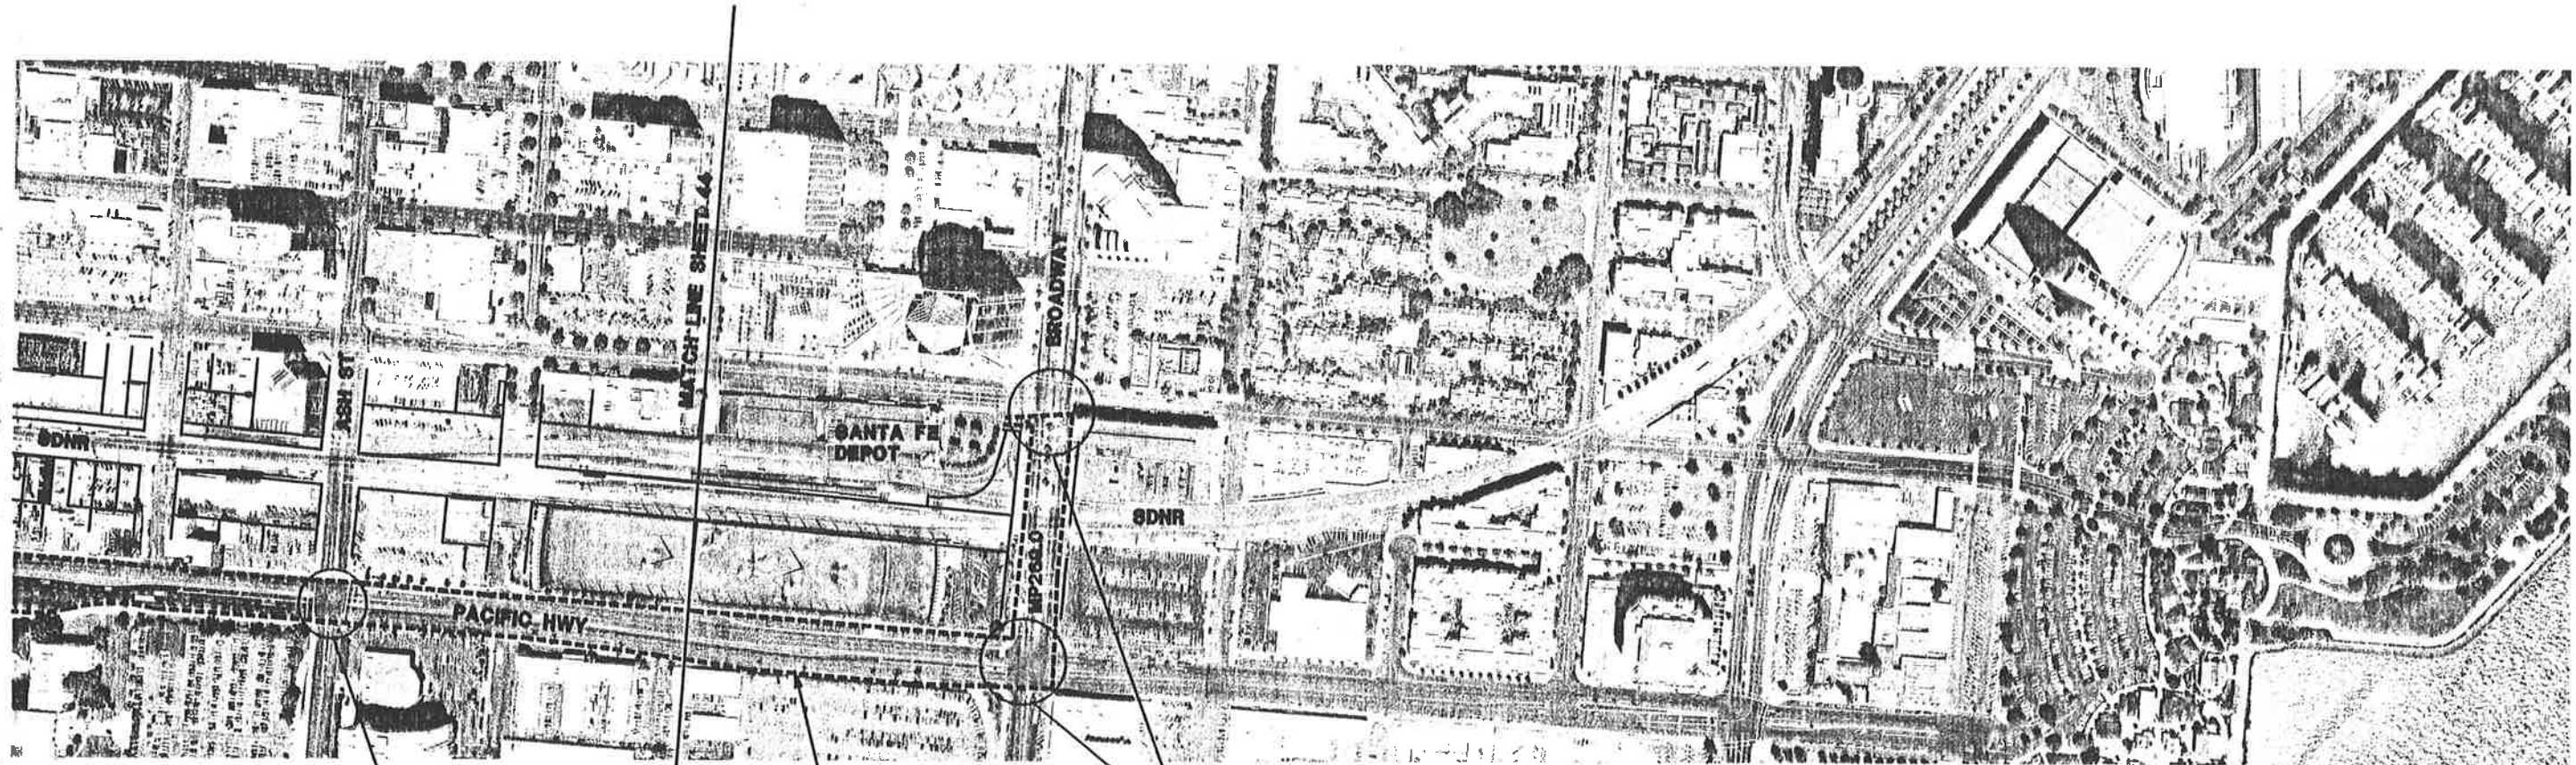 MATCH LINE SHEET 44
BROADWAY
ASH ST
SDNR
SANTA FE
DEPOT
SDNR
MP268.0
PACIFIC HWY